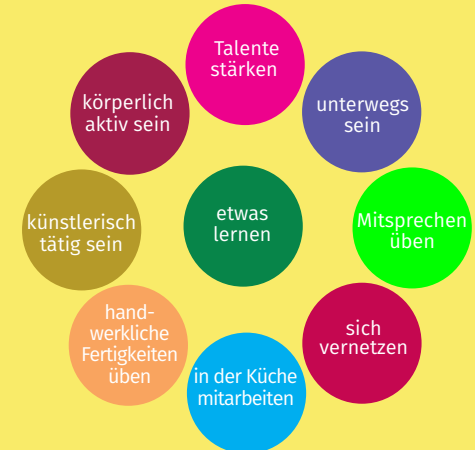 Talente
stärken
körperlich
aktiv sein
unterwegs
sein
künstlerisch
tätig sein
etwas
lernen
Mitsprechen
üben
hand-
werkliche
Fertigkeiten
üben
sich
vernetzen
in der Küche
mitarbeiten